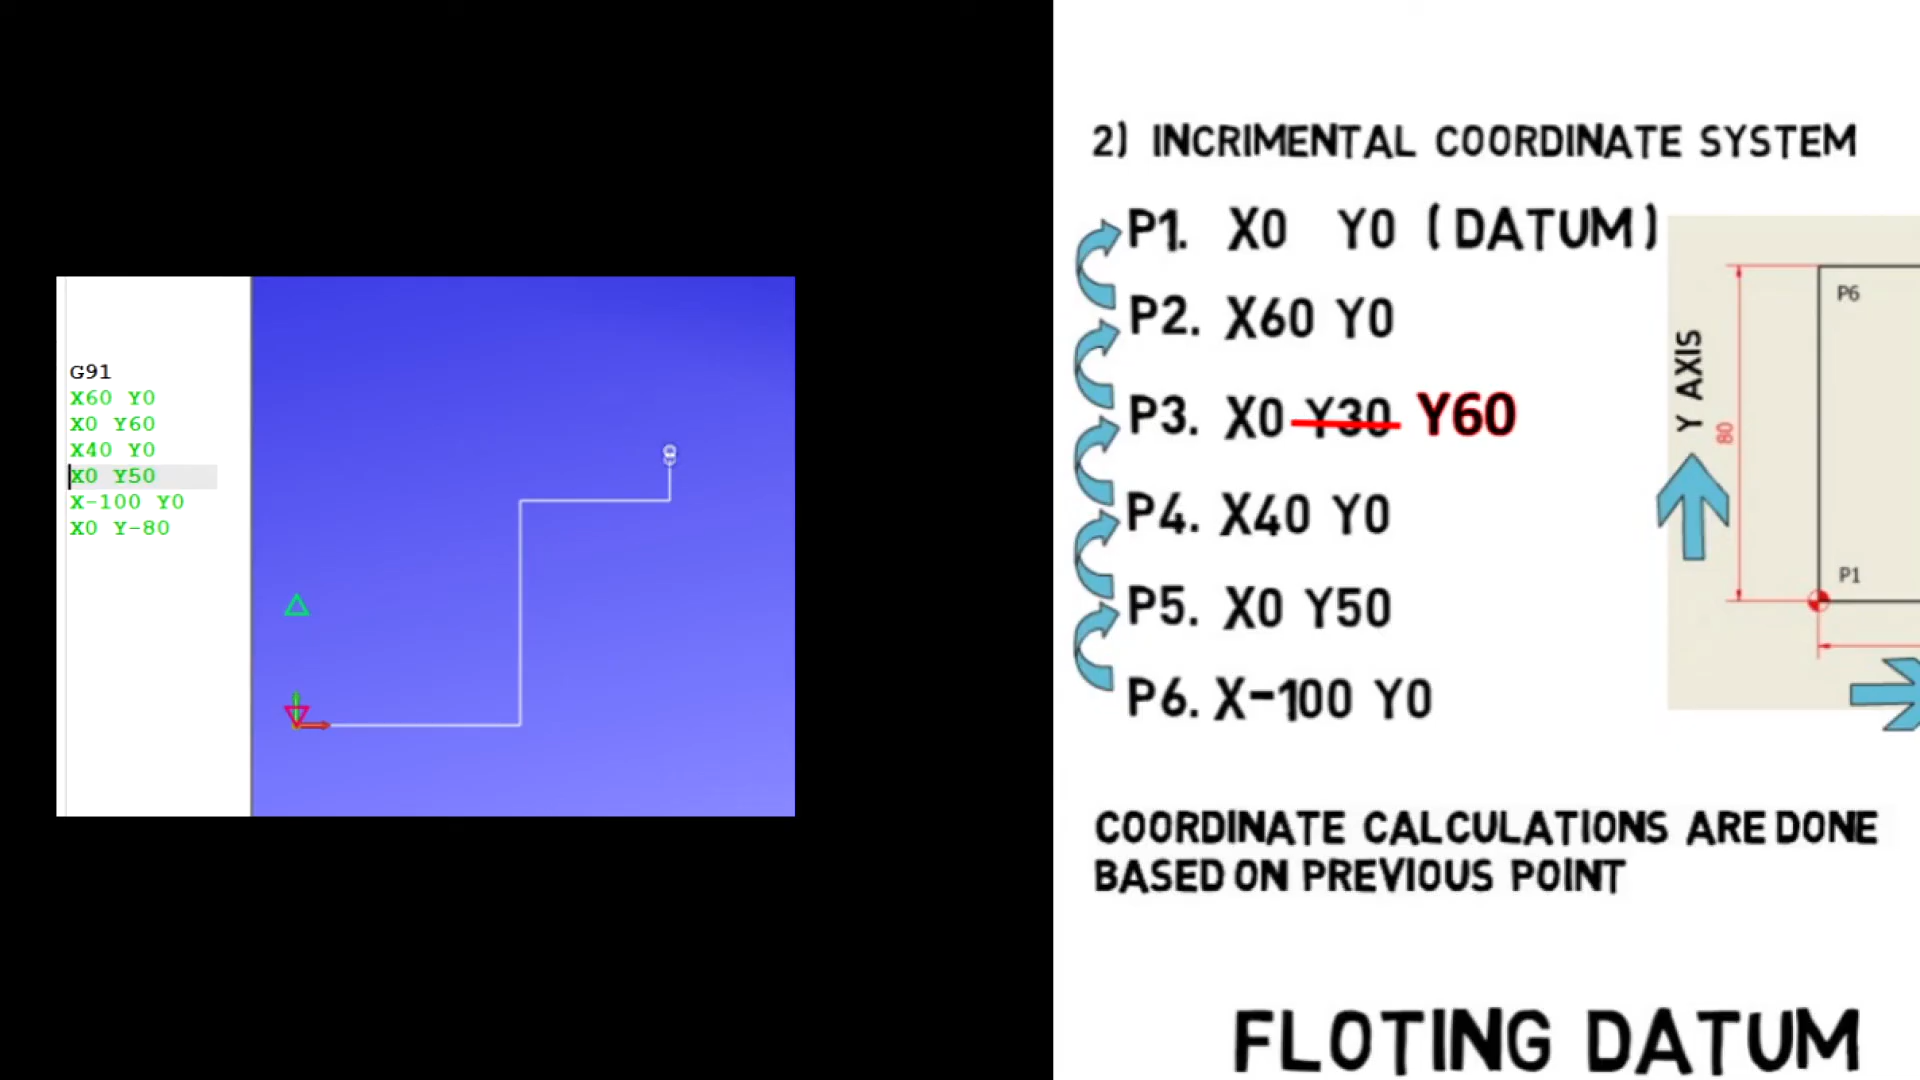 G91
X60 Y0
X0 Y60
X40 Y0
X0 Y50
X-100 Y0
X0 Y-80
2) INCRIMENTAL COORDINATE SYSTEM
P1. X0 Y0 (DATUM)
P2. X60 Y0
P3. X0 Y30 Y60
P4. X40 Y0
P5. X0 Y50
P6. X-100 Y0
P6
Y AXIS
80
P1
COORDINATE CALCULATIONS ARE DONE
BASED ON PREVIOUS POINT
FLOTING DATUM